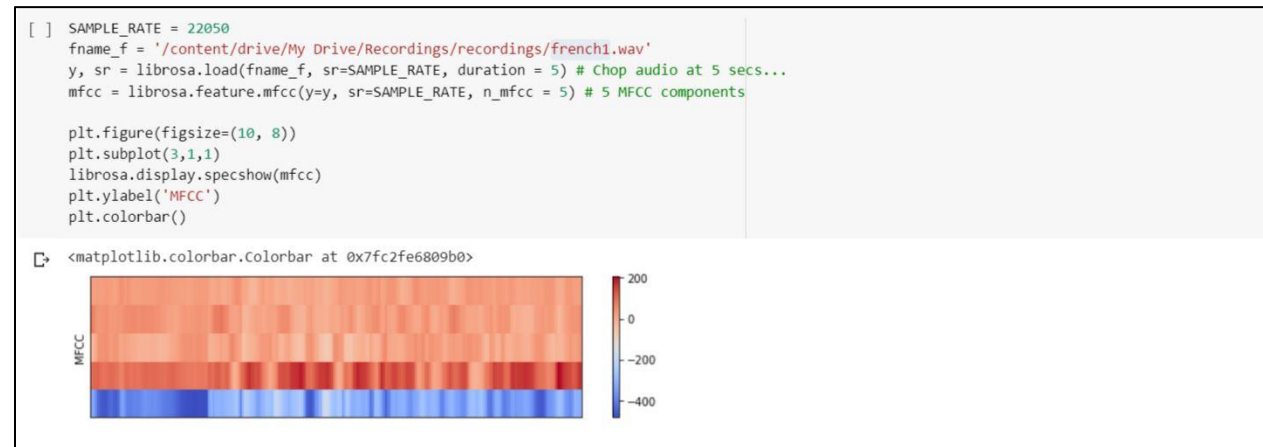 [ ] SAMPLE_RATE = 22050
fname_f = '/content/drive/My Drive/Recordings/recordings/french1.wav'
y, sr = librosa.load(fname_f, sr=SAMPLE_RATE, duration = 5) # Chop audio at 5 secs...
mfcc = librosa.feature.mfcc(y=y, sr=SAMPLE_RATE, n_mfcc = 5) # 5 MFCC components
plt.figure(figsize=(10, 8))
plt.subplot(3,1,1)
librosa.display.specshow(mfcc)
plt.ylabel('MFCC')
plt.colorbar()
<matplotlib.colorbar.Colorbar at 0x7fc2fe6809b0>
MFCC
200
0
−200
−400